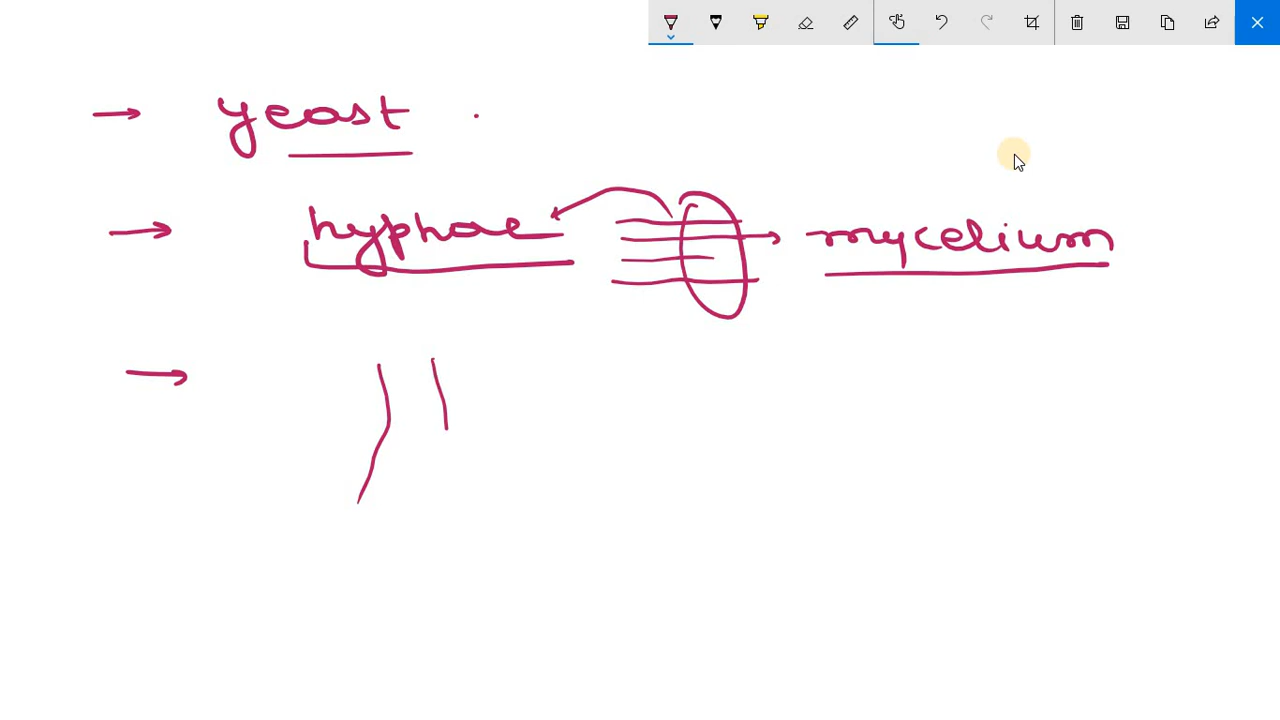 → yeast .
→ hyphae → mycelium
→